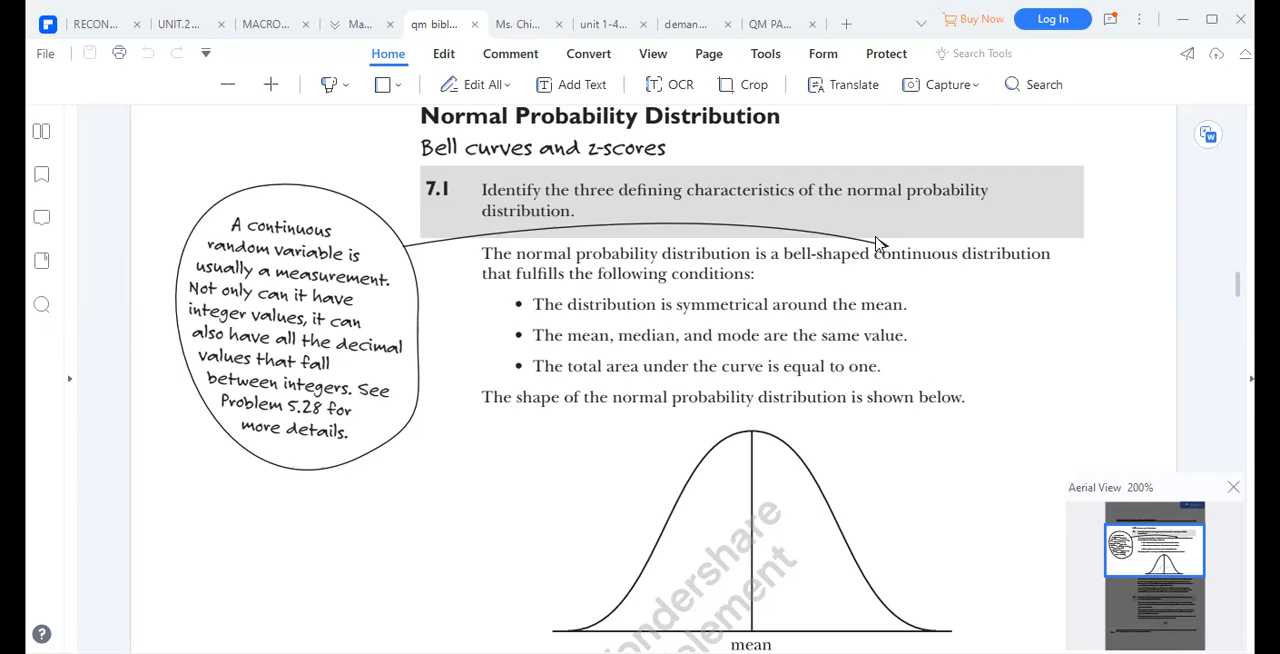 RECON...
UNIT.2...
MACRO...
Ma...
qm bibl...
Ms. Chi...
unit 1-4...
deman...
QM PA...
Buy Now
Log In
File
Home
Edit
Comment
Convert
View
Page
Tools
Form
Protect
Search Tools
Edit All
Add Text
OCR
Crop
Translate
Capture
Search
Normal Probability Distribution
Bell curves and z-scores
7.1 Identify the three defining characteristics of the normal probability
distribution.
A continuous
random variable is
usually a measurement.
Not only can it have
integer values, it can
also have all the decimal
values that fall
between integers. See
Problem 5.28 for
more details.
The normal probability distribution is a bell-shaped continuous distribution
that fulfills the following conditions:
• The distribution is symmetrical around the mean.
• The mean, median, and mode are the same value.
• The total area under the curve is equal to one.
The shape of the normal probability distribution is shown below.
mean
ondershare
element
Aerial View 200%